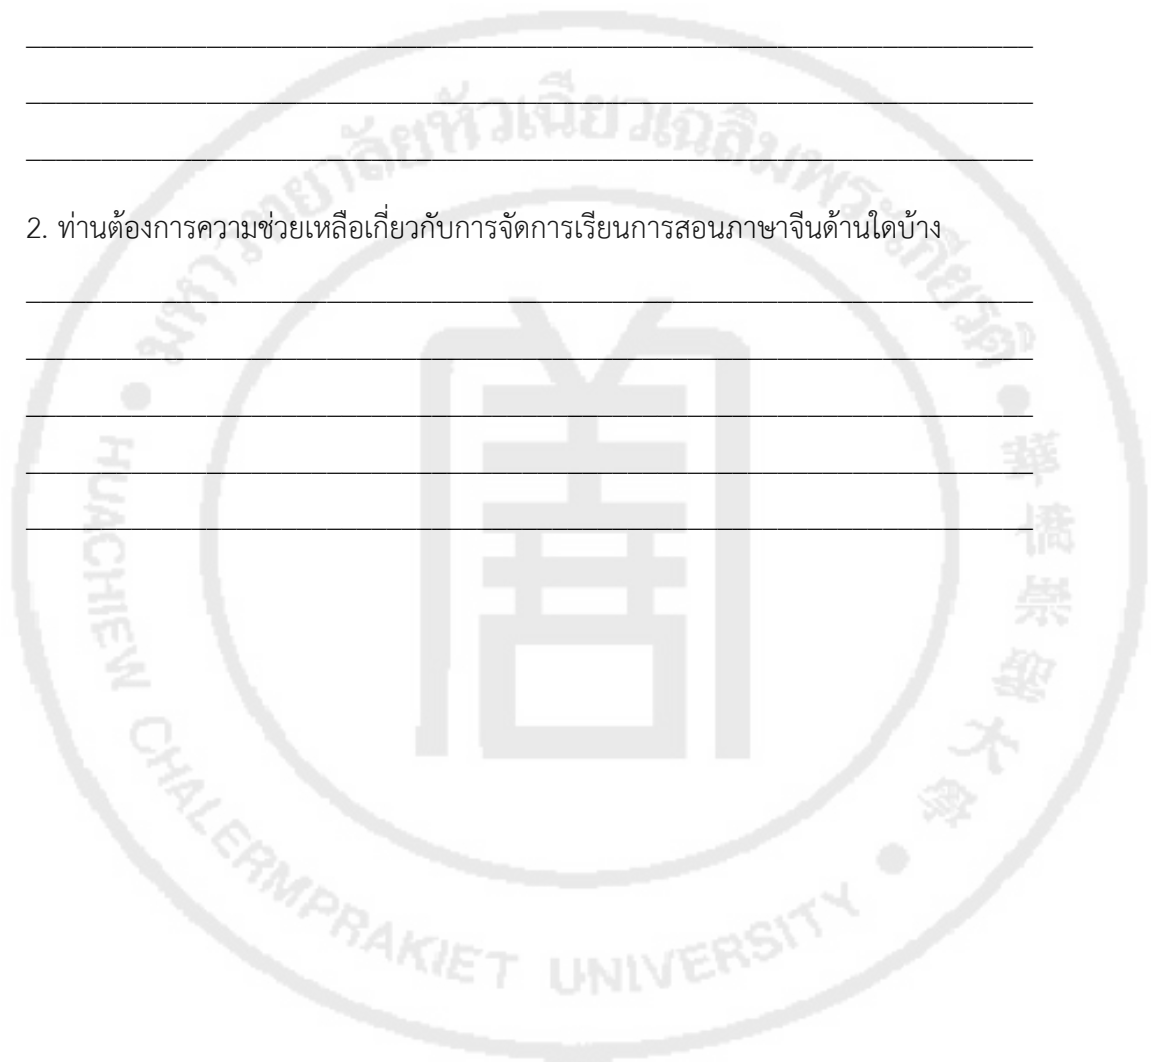 มหาวิทยาลัยหัวเฉียวเฉลิมพระเกียรติ
2. ท่านต้องการความช่วยเหลือเกี่ยวกับการจัดการเรียนการสอนภาษาจีนด้านใดบ้าง
華僑崇聖大學
HUACHIEW CHALERMPRAKIET UNIVERSITY